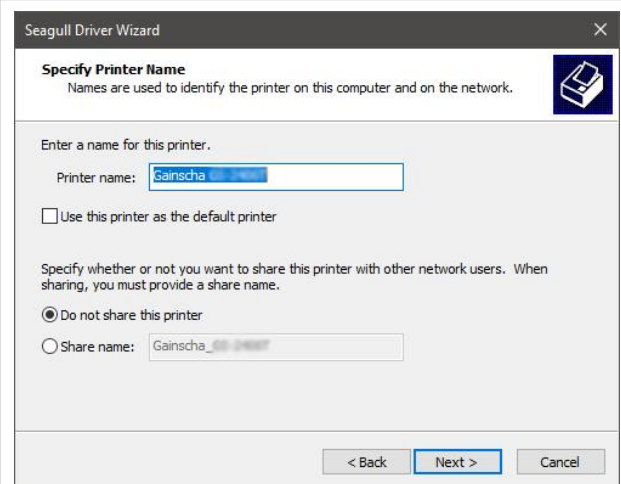 Seagull Driver Wizard
Specify Printer Name
Names are used to identify the printer on this computer and on the network.
Enter a name for this printer.
Printer name: Gainscha
Use this printer as the default printer
Specify whether or not you want to share this printer with other network users. When
sharing, you must provide a share name.
Do not share this printer
Share name: Gainscha_
< Back Next > Cancel